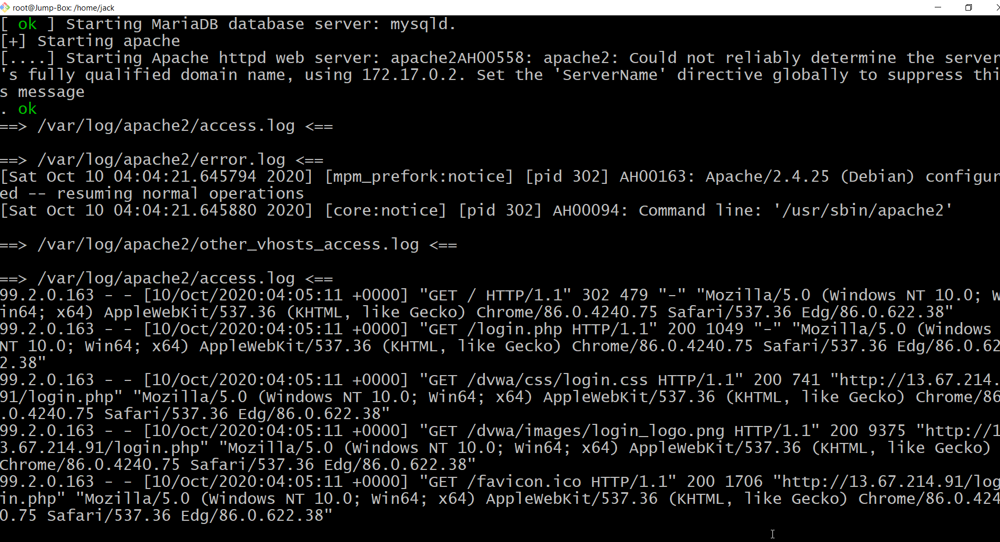 root@Jump-Box: /home/jack
[ ok ] Starting MariaDB database server: mysqld.
[+] Starting apache
[....] Starting Apache httpd web server: apache2AH00558: apache2: Could not reliably determine the server
's fully qualified domain name, using 172.17.0.2. Set the 'ServerName' directive globally to suppress thi
s message
. ok
==> /var/log/apache2/access.log <==
==> /var/log/apache2/error.log <==
[Sat Oct 10 04:04:21.645794 2020] [mpm_prefork:notice] [pid 302] AH00163: Apache/2.4.25 (Debian) configur
ed -- resuming normal operations
[Sat Oct 10 04:04:21.645880 2020] [core:notice] [pid 302] AH00094: Command line: '/usr/sbin/apache2'
==> /var/log/apache2/other_vhosts_access.log <==
==> /var/log/apache2/access.log <==
99.2.0.163 - - [10/Oct/2020:04:05:11 +0000] "GET / HTTP/1.1" 302 479 "-" "Mozilla/5.0 (Windows NT 10.0; W
in64; x64) AppleWebKit/537.36 (KHTML, like Gecko) Chrome/86.0.4240.75 Safari/537.36 Edg/86.0.622.38"
99.2.0.163 - - [10/Oct/2020:04:05:11 +0000] "GET /login.php HTTP/1.1" 200 1049 "-" "Mozilla/5.0 (Windows
NT 10.0; Win64; x64) AppleWebKit/537.36 (KHTML, like Gecko) Chrome/86.0.4240.75 Safari/537.36 Edg/86.0.62
2.38"
99.2.0.163 - - [10/Oct/2020:04:05:11 +0000] "GET /dvwa/css/login.css HTTP/1.1" 200 741 "http://13.67.214.
91/login.php" "Mozilla/5.0 (Windows NT 10.0; Win64; x64) AppleWebKit/537.36 (KHTML, like Gecko) Chrome/86
.0.4240.75 Safari/537.36 Edg/86.0.622.38"
99.2.0.163 - - [10/Oct/2020:04:05:11 +0000] "GET /dvwa/images/login_logo.png HTTP/1.1" 200 9375 "http://1
3.67.214.91/login.php" "Mozilla/5.0 (Windows NT 10.0; Win64; x64) AppleWebKit/537.36 (KHTML, like Gecko)
Chrome/86.0.4240.75 Safari/537.36 Edg/86.0.622.38"
99.2.0.163 - - [10/Oct/2020:04:05:11 +0000] "GET /favicon.ico HTTP/1.1" 200 1706 "http://13.67.214.91/log
in.php" "Mozilla/5.0 (Windows NT 10.0; Win64; x64) AppleWebKit/537.36 (KHTML, like Gecko) Chrome/86.0.424
0.75 Safari/537.36 Edg/86.0.622.38"